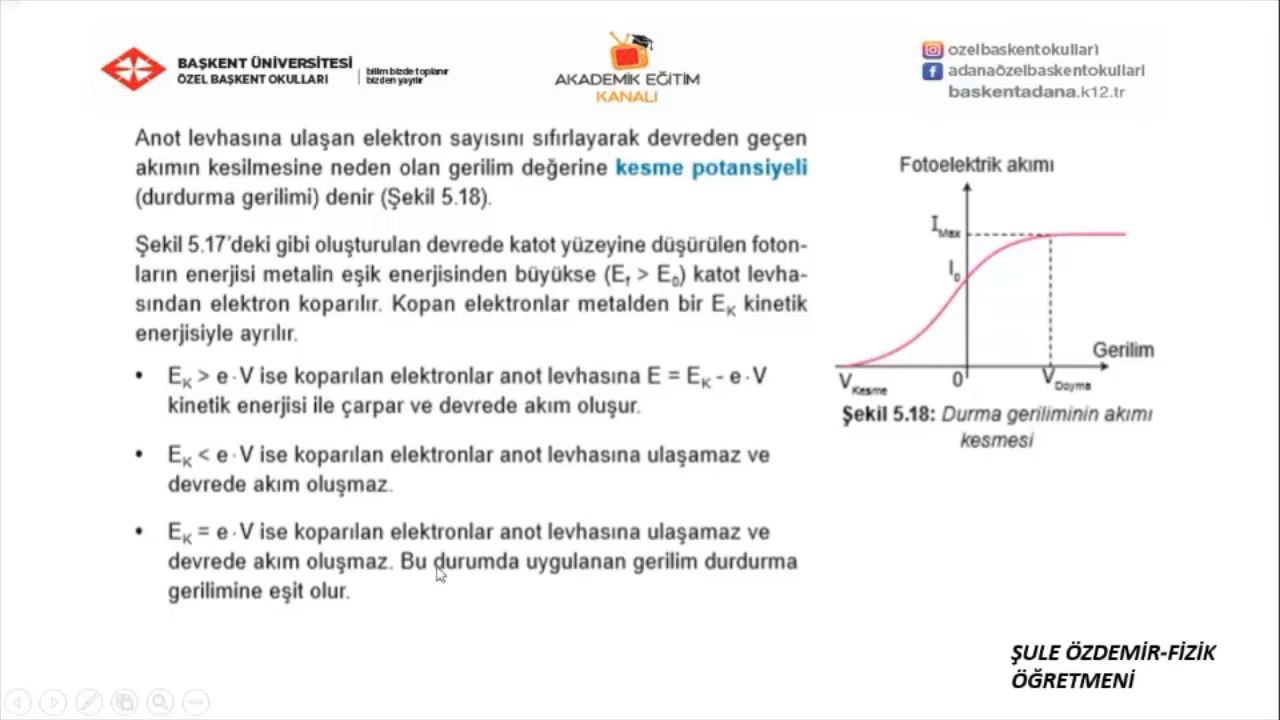 BAŞKENT ÜNİVERSİTESİ
ÖZEL BAŞKENT OKULLARI
bilim bizde toplanır
bizden yayılır
AKADEMİK EĞİTİM
KANALI
ozelbaskentokullari
adanaözelbaskentokullari
baskentadana.k12.tr
Anot levhasına ulaşan elektron sayısını sıfırlayarak devreden geçen
akımın kesilmesine neden olan gerilim değerine kesme potansiyeli
(durdurma gerilimi) denir (Şekil 5.18).
Şekil 5.17'deki gibi oluşturulan devrede katot yüzeyine düşürülen foton-
ların enerjisi metalin eşik enerjisinden büyükse (Ef > E0) katot levha-
sından elektron koparılır. Kopan elektronlar metalden bir EK kinetik
enerjisiyle ayrılır.
• EK > e·V ise koparılan elektronlar anot levhasına E = EK - e·V
kinetik enerjisi ile çarpar ve devrede akım oluşur.
• EK < e·V ise koparılan elektronlar anot levhasına ulaşamaz ve
devrede akım oluşmaz.
• EK = e·V ise koparılan elektronlar anot levhasına ulaşamaz ve
devrede akım oluşmaz. Bu durumda uygulanan gerilim durdurma
gerilimine eşit olur.
Fotoelektrik akımı
IMax
I0
Gerilim
VKesme
0
VDoyma
Şekil 5.18: Durma geriliminin akımı
kesmesi
ŞULE ÖZDEMİR-FİZİK
ÖĞRETMENİ